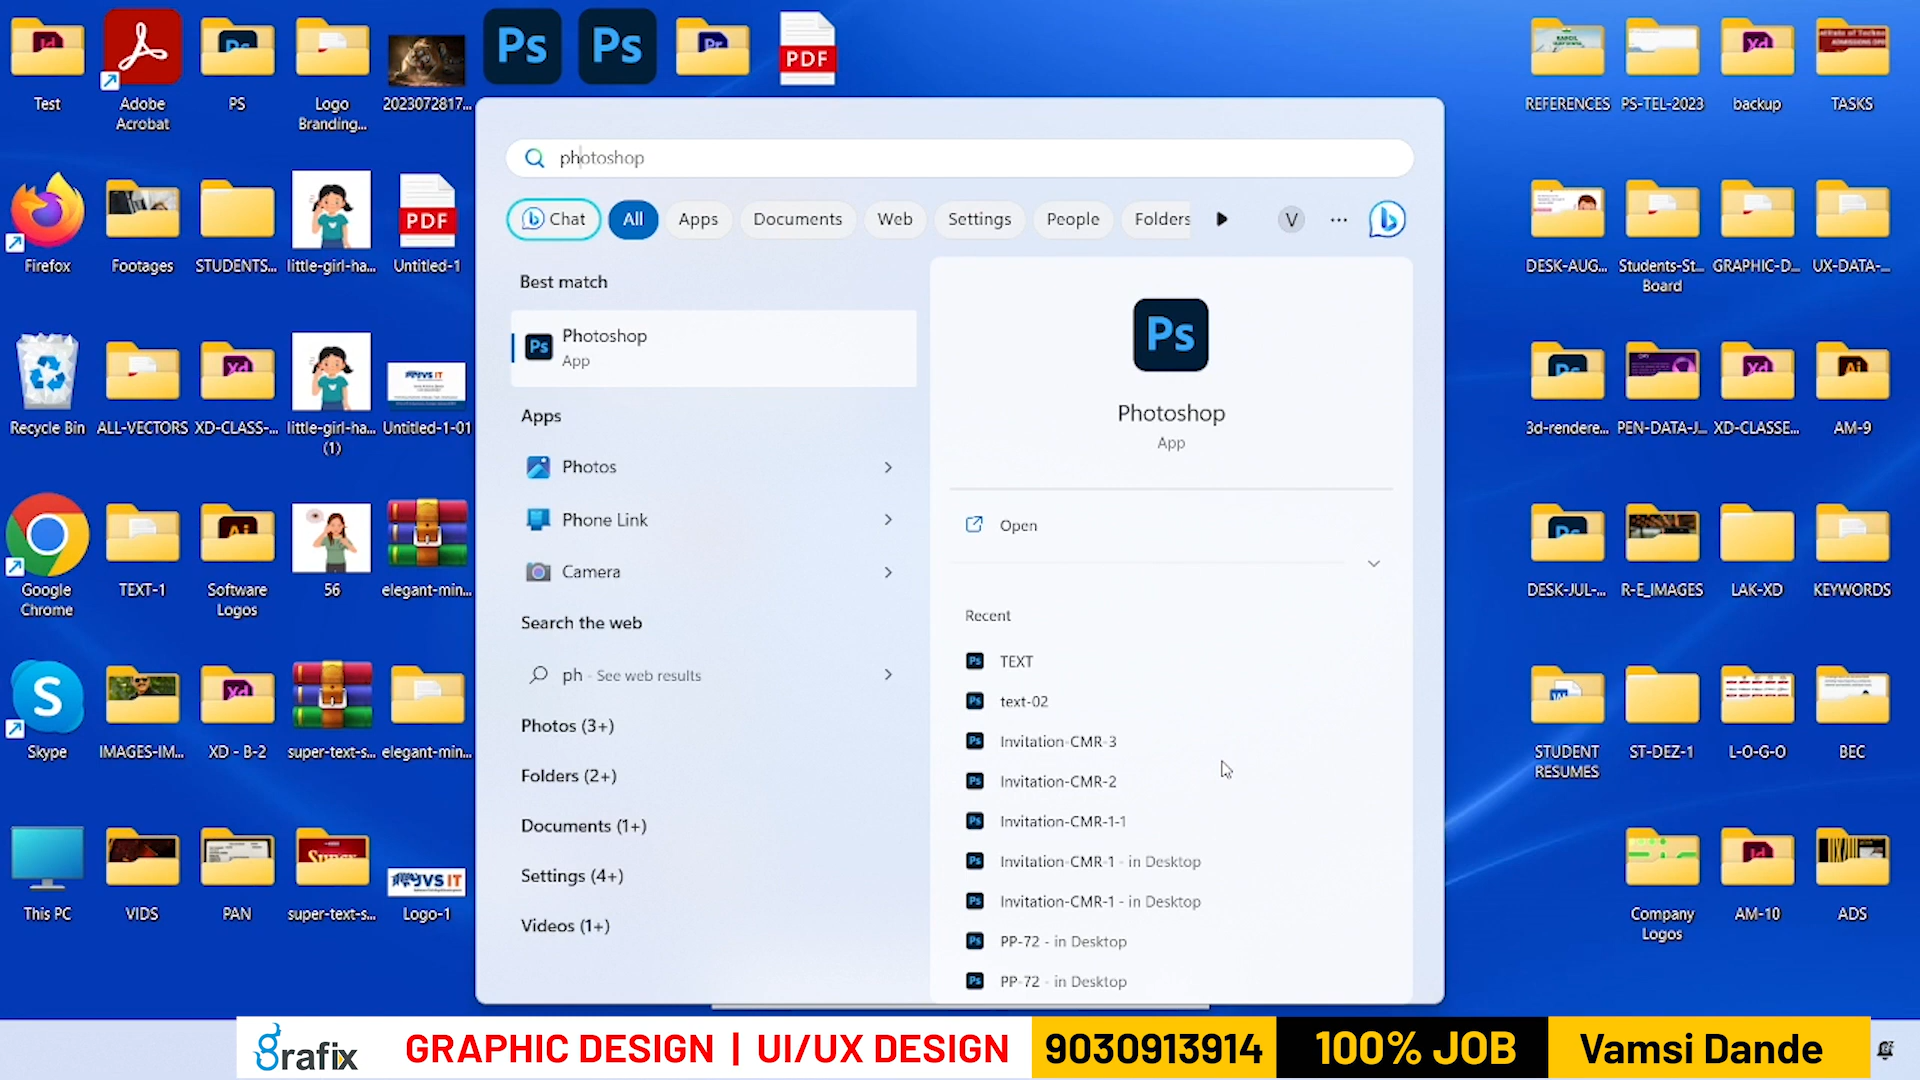 Test
Adobe
Acrobat
PS
Logo
Branding...
2023072817...
Ps
Ps
PDF
REFERENCES
PS-TEL-2023
backup
TASKS
photoshop
Chat
All
Apps
Documents
Web
Settings
People
Folders
V
Firefox
Footages
STUDENTS...
little-girl-ha...
PDF
Untitled-1
DESK-AUG...
Students-St...
Board
GRAPHIC-D...
UX-DATA-...
Best match
Ps
Photoshop
App
Ps
Photoshop
App
Apps
Photos
Phone Link
Camera
Search the web
ph - See web results
Photos (3+)
Folders (2+)
Documents (1+)
Settings (4+)
Videos (1+)
Open
Recent
TEXT
text-02
Invitation-CMR-3
Invitation-CMR-2
Invitation-CMR-1-1
Invitation-CMR-1 - in Desktop
Invitation-CMR-1 - in Desktop
PP-72 - in Desktop
PP-72 - in Desktop
Recycle Bin
ALL-VECTORS
XD-CLASS-...
little-girl-ha...
(1)
Untitled-1-01
3d-rendere...
PEN-DATA-J...
XD-CLASSE...
AM-9
Google
Chrome
TEXT-1
Software
Logos
56
elegant-min...
DESK-JUL-...
R-E_IMAGES
LAK-XD
KEYWORDS
Skype
IMAGES-IM...
XD - B-2
super-text-s...
elegant-min...
STUDENT
RESUMES
ST-DEZ-1
L-O-G-O
BEC
This PC
VIDS
PAN
super-text-s...
Logo-1
Company
Logos
AM-10
ADS
Grafix
GRAPHIC DESIGN | UI/UX DESIGN
9030913914
100% JOB
Vamsi Dande